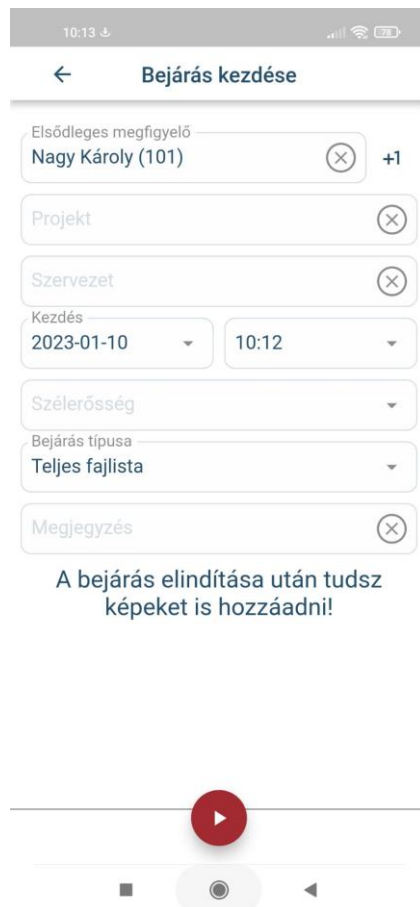 10:13
78
Bejárás kezdése
Elsődleges megfigyelő
Nagy Károly (101)
+1
Projekt
Szervezet
Kezdés
2023-01-10
10:12
Szélerősség
Bejárás típusa
Teljes fajlista
Megjegyzés
A bejárás elindítása után tudsz
képeket is hozzáadni!